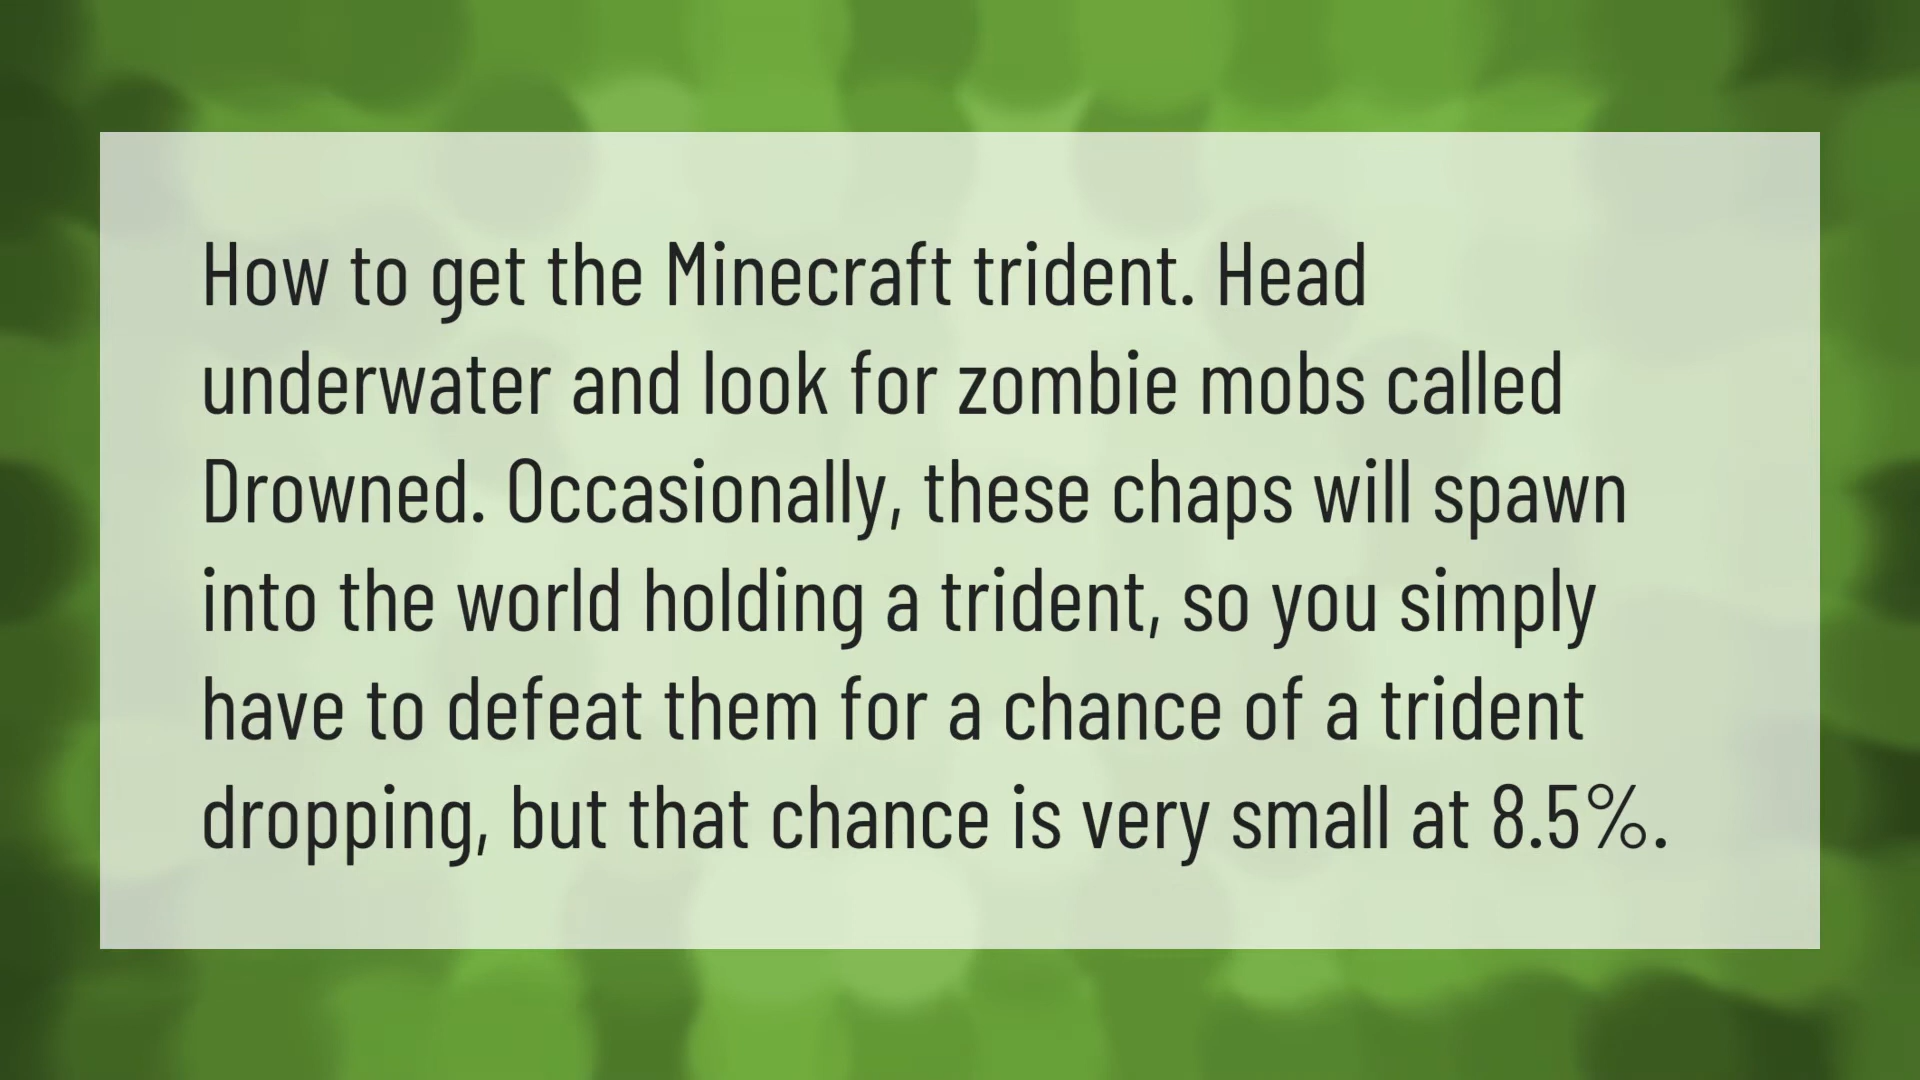 How to get the Minecraft trident. Head
underwater and look for zombie mobs called
Drowned. Occasionally, these chaps will spawn
into the world holding a trident, so you simply
have to defeat them for a chance of a trident
dropping, but that chance is very small at 8.5%.